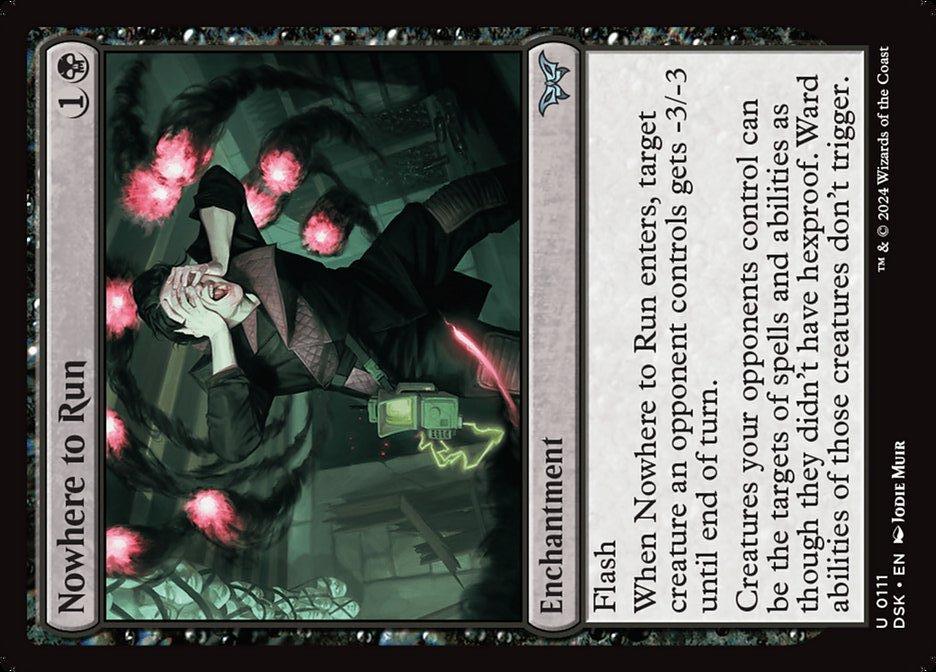 Nowhere to Run
1
Enchantment
Flash
When Nowhere to Run enters, target
creature an opponent controls gets -3/-3
until end of turn.
Creatures your opponents control can
be the targets of spells and abilities as
though they didn't have hexproof. Ward
abilities of those creatures don't trigger.
U 0111
DSK • EN Jodie Muir
™ & © 2024 Wizards of the Coast